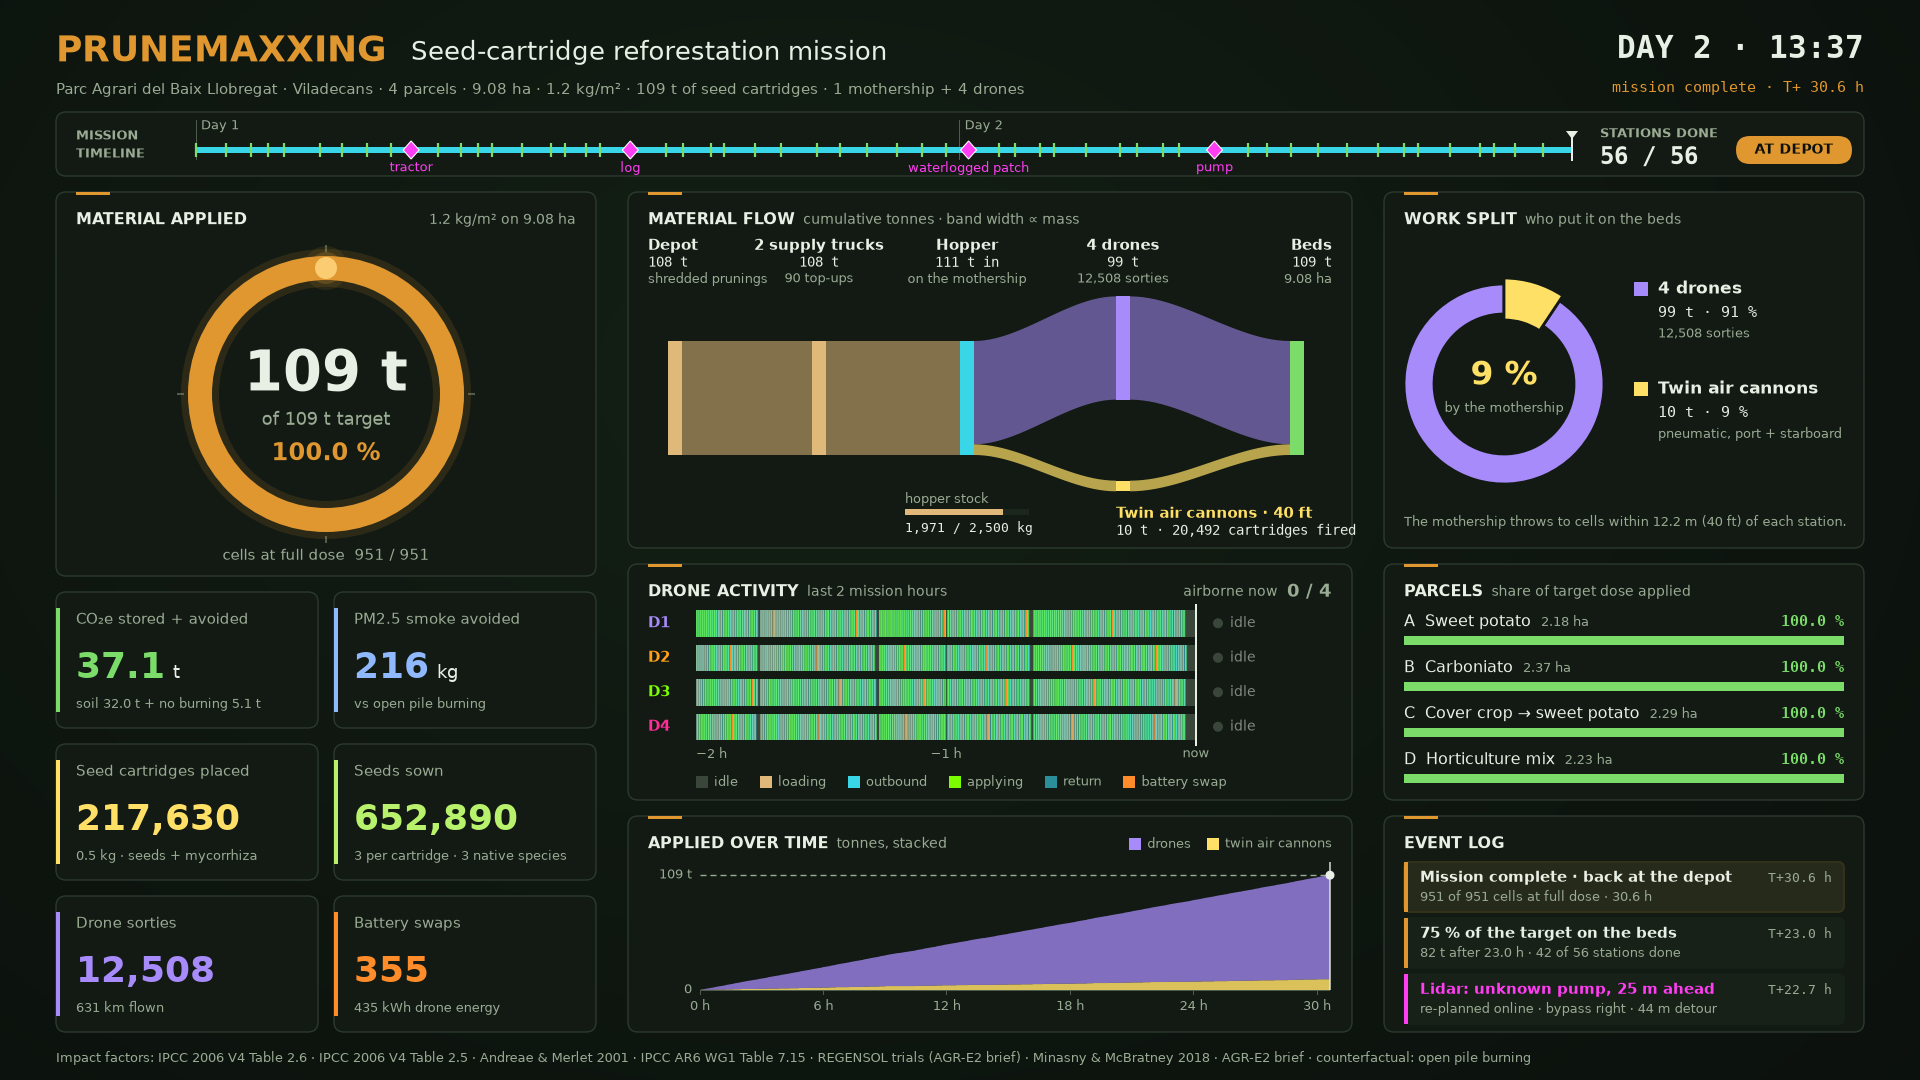 PRUNEMAXXING Seed-cartridge reforestation mission
DAY 2 · 13:37
Parc Agrari del Baix Llobregat · Viladecans · 4 parcels · 9.08 ha · 1.2 kg/m² · 109 t of seed cartridges · 1 mothership + 4 drones
mission complete · T+ 30.6 h
MISSION TIMELINE
Day 1
Day 2
tractor
log
waterlogged patch
pump
STATIONS DONE
56 / 56
AT DEPOT
MATERIAL APPLIED
1.2 kg/m² on 9.08 ha
109 t
of 109 t target
100.0 %
cells at full dose 951 / 951
CO₂e stored + avoided
37.1 t
soil 32.0 t + no burning 5.1 t
PM2.5 smoke avoided
216 kg
vs open pile burning
Seed cartridges placed
217,630
0.5 kg · seeds + mycorrhiza
Seeds sown
652,890
3 per cartridge · 3 native species
Drone sorties
12,508
631 km flown
Battery swaps
355
435 kWh drone energy
MATERIAL FLOW cumulative tonnes · band width ∝ mass
Depot
108 t
shredded prunings
2 supply trucks
108 t
90 top-ups
Hopper
111 t in
on the mothership
4 drones
99 t
12,508 sorties
Beds
109 t
9.08 ha
hopper stock
1,971 / 2,500 kg
Twin air cannons · 40 ft
10 t · 20,492 cartridges fired
DRONE ACTIVITY last 2 mission hours
airborne now 0 / 4
D1 idle
D2 idle
D3 idle
D4 idle
−2 h −1 h now
idle loading outbound applying return battery swap
APPLIED OVER TIME tonnes, stacked
drones twin air cannons
109 t
0
0 h 6 h 12 h 18 h 24 h 30 h
WORK SPLIT who put it on the beds
9 %
by the mothership
4 drones
99 t · 91 %
12,508 sorties
Twin air cannons
10 t · 9 %
pneumatic, port + starboard
The mothership throws to cells within 12.2 m (40 ft) of each station.
PARCELS share of target dose applied
A Sweet potato 2.18 ha 100.0 %
B Carboniato 2.37 ha 100.0 %
C Cover crop → sweet potato 2.29 ha 100.0 %
D Horticulture mix 2.23 ha 100.0 %
EVENT LOG
Mission complete · back at the depot T+30.6 h
951 of 951 cells at full dose · 30.6 h
75 % of the target on the beds T+23.0 h
82 t after 23.0 h · 42 of 56 stations done
Lidar: unknown pump, 25 m ahead T+22.7 h
re-planned online · bypass right · 44 m detour
Impact factors: IPCC 2006 V4 Table 2.6 · IPCC 2006 V4 Table 2.5 · Andreae & Merlet 2001 · IPCC AR6 WG1 Table 7.15 · REGENSOL trials (AGR-E2 brief) · Minasny & McBratney 2018 · AGR-E2 brief · counterfactual: open pile burning